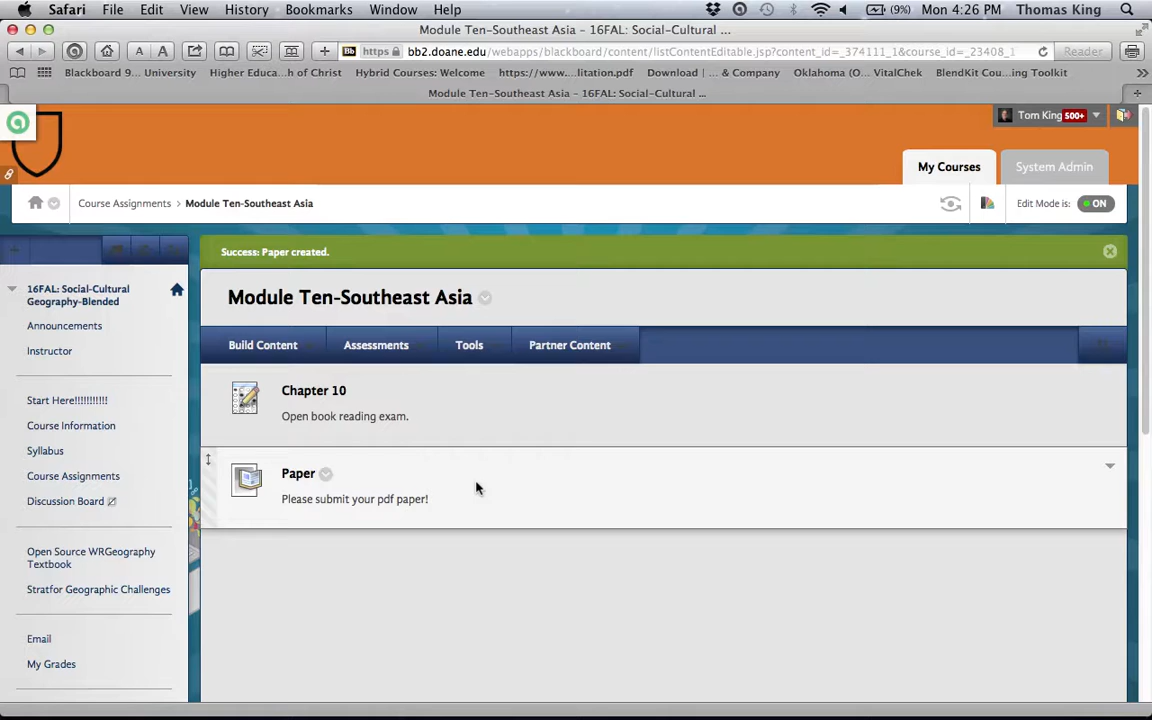 Safari File Edit View History Bookmarks Window Help (9%) Mon 4:26 PM Thomas King
Module Ten-Southeast Asia – 16FAL: Social-Cultural ...
A A Bb https bb2.doane.edu/webapps/blackboard/content/listContentEditable.jsp?content_id=_374111_1&course_id=_23408_1 Reader
Blackboard 9... University Higher Educa...h of Christ Hybrid Courses: Welcome https://www....litation.pdf Download | ... & Company Oklahoma (O... VitalChek BlendKit Cou...ng Toolkit
Module Ten-Southeast Asia – 16FAL: Social-Cultural ...
Tom King 500+
My Courses System Admin
Course Assignments > Module Ten-Southeast Asia Edit Mode is: ON
Success: Paper created.
Module Ten-Southeast Asia
Build Content Assessments Tools Partner Content
Chapter 10
Open book reading exam.
Paper
Please submit your pdf paper!
16FAL: Social-Cultural
Geography-Blended
Announcements
Instructor
Start Here!!!!!!!!!!
Course Information
Syllabus
Course Assignments
Discussion Board
Open Source WRGeography
Textbook
Stratfor Geographic Challenges
Email
My Grades